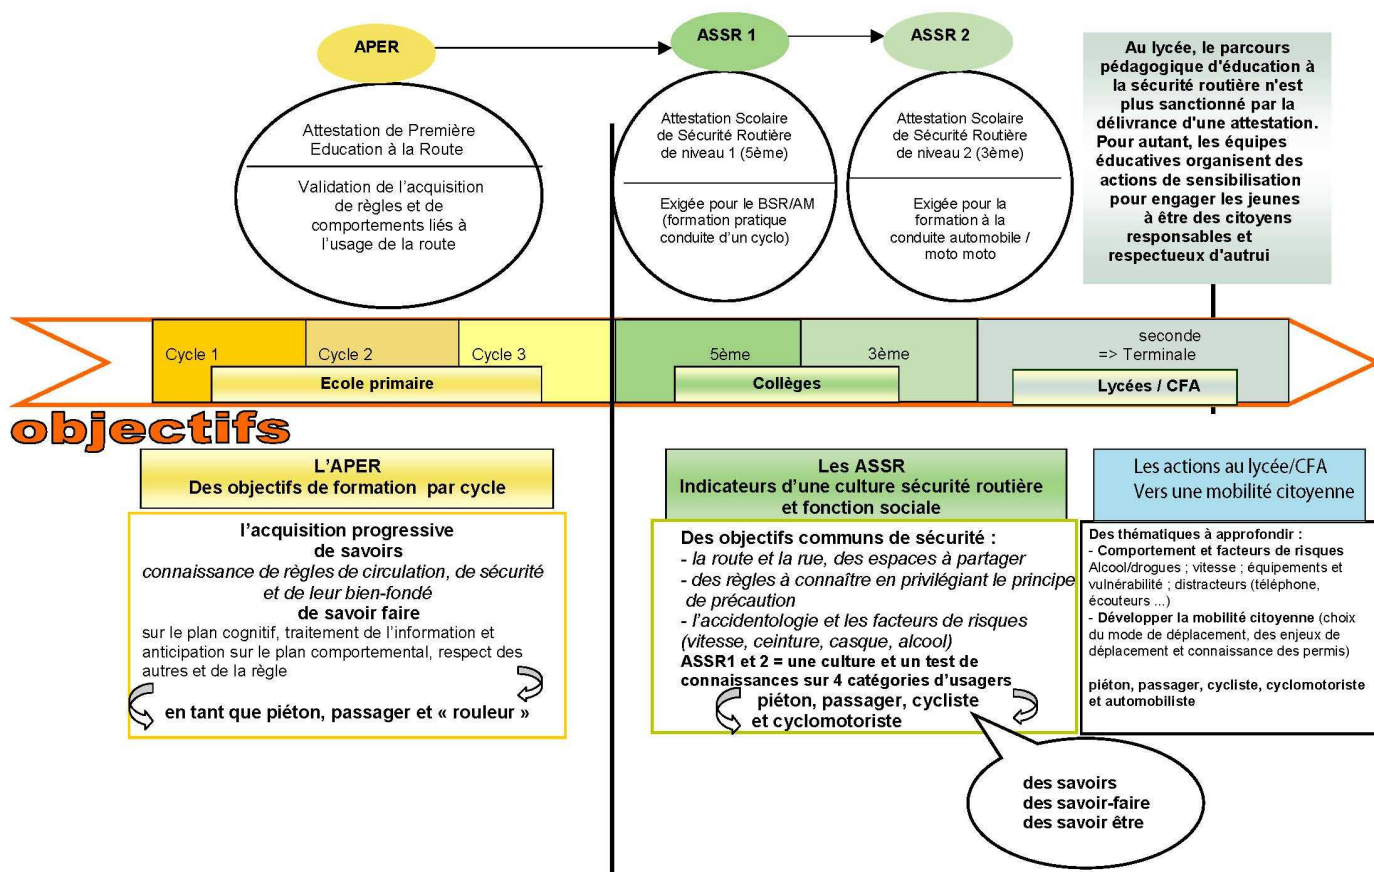 APER
ASSR 1
ASSR 2
Attestation de Première
Education à la Route
Validation de l'acquisition
de règles et de
comportements liés à
l'usage de la route
Attestation Scolaire
de Sécurité Routière
de niveau 1 (5ème)
Exigée pour le BSR/AM
(formation pratique
conduite d'un cyclo)
Attestation Scolaire
de Sécurité Routière
de niveau 2 (3ème)
Exigée pour la
formation à la
conduite automobile /
moto moto
Au lycée, le parcours
pédagogique d'éducation à
la sécurité routière n'est
plus sanctionné par la
délivrance d'une attestation.
Pour autant, les équipes
éducatives organisent des
actions de sensibilisation
pour engager les jeunes
à être des citoyens
responsables et
respectueux d'autrui
Cycle 1
Cycle 2
Cycle 3
Ecole primaire
5ème
3ème
Collèges
seconde
=> Terminale
Lycées / CFA
objectifs
L'APER
Des objectifs de formation par cycle
l'acquisition progressive
de savoirs
connaissance de règles de circulation, de sécurité
et de leur bien-fondé
de savoir faire
sur le plan cognitif, traitement de l'information et
anticipation sur le plan comportemental, respect des
autres et de la règle
en tant que piéton, passager et « rouleur »
Les ASSR
Indicateurs d'une culture sécurité routière
et fonction sociale
Des objectifs communs de sécurité :
- la route et la rue, des espaces à partager
- des règles à connaître en privilégiant le principe
de précaution
- l'accidentologie et les facteurs de risques
(vitesse, ceinture, casque, alcool)
ASSR1 et 2 = une culture et un test de
connaissances sur 4 catégories d'usagers
piéton, passager, cycliste
et cyclomotoriste
des savoirs
des savoir-faire
des savoir être
Les actions au lycée/CFA
Vers une mobilité citoyenne
Des thématiques à approfondir :
- Comportement et facteurs de risques
Alcool/drogues ; vitesse ; équipements et
vulnérabilité ; distracteurs (téléphone,
écouteurs ...)
- Développer la mobilité citoyenne (choix
du mode de déplacement, des enjeux de
déplacement et connaissance des permis)
piéton, passager, cycliste, cyclomotoriste
et automobiliste